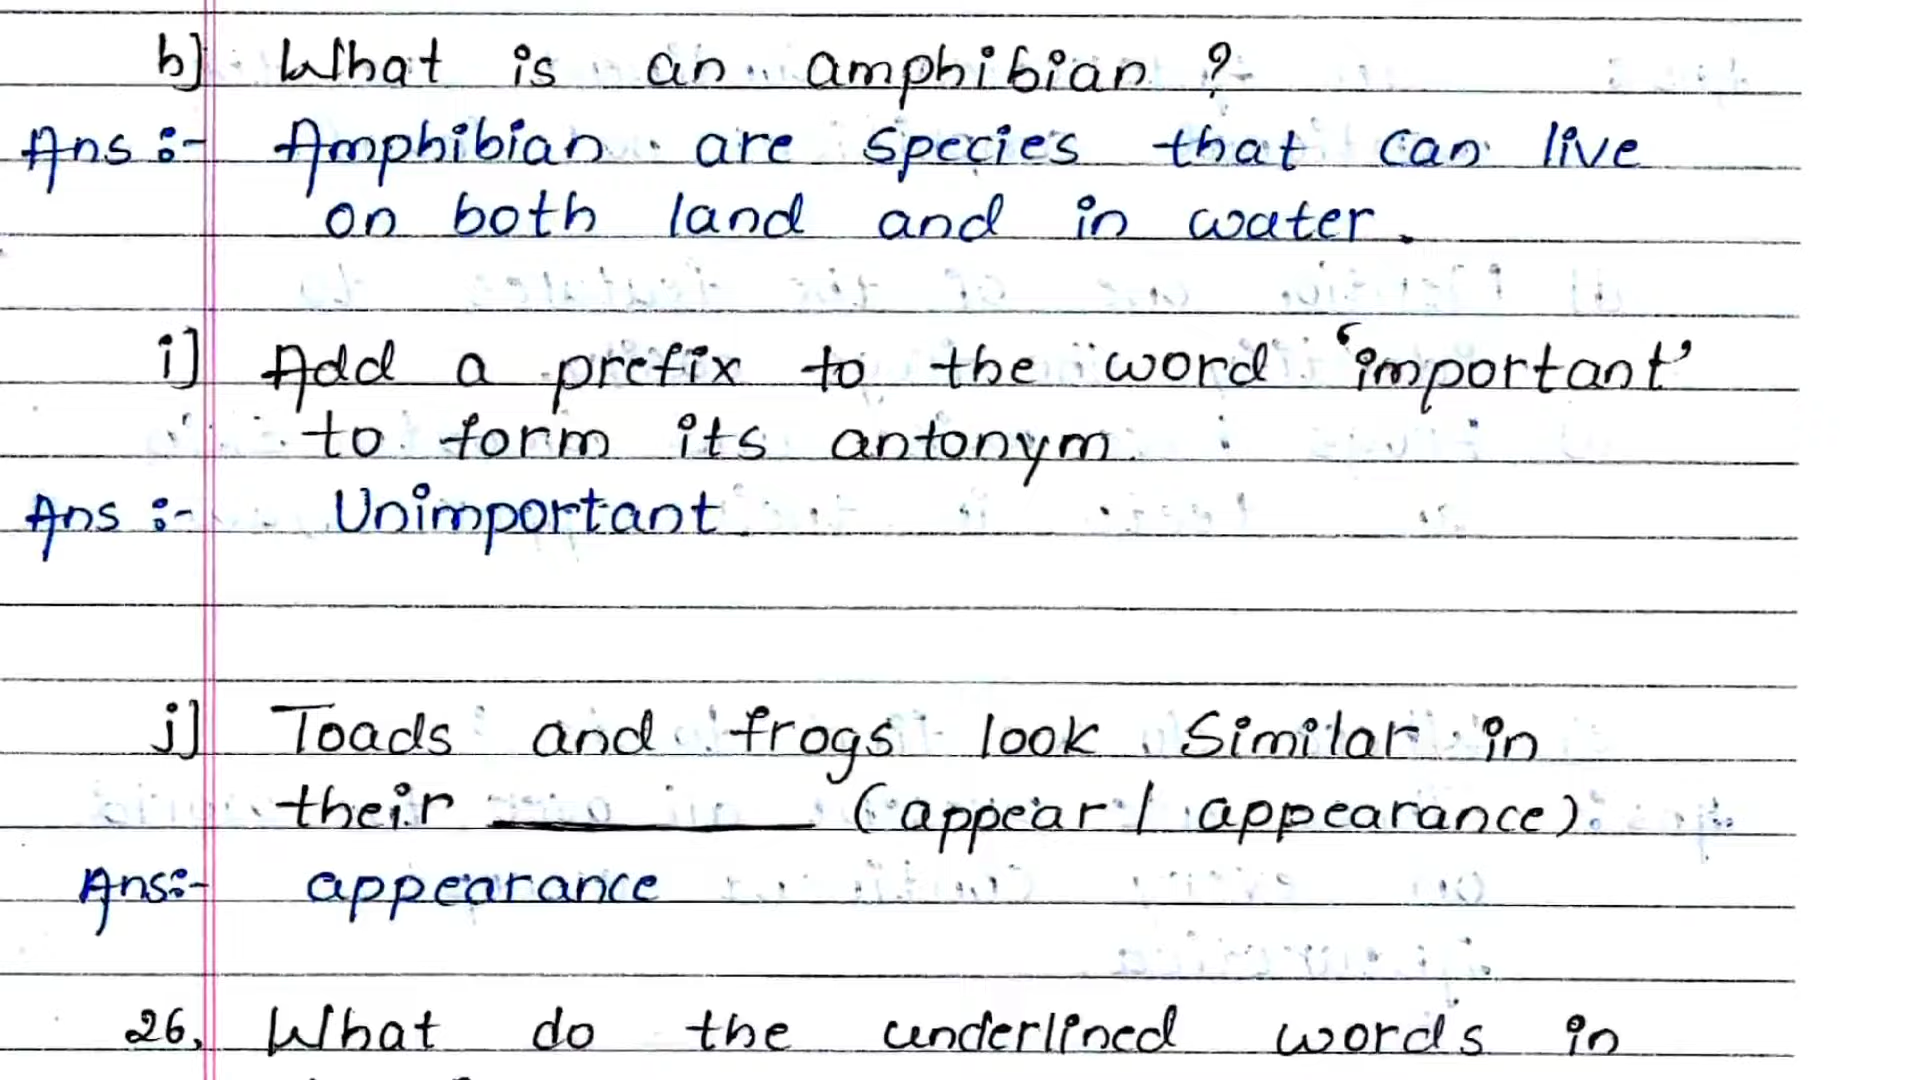 h] What is an amphibian ?
Ans :- Amphibian are species that can live
on both land and in water.
i] Add a prefix to the word 'important'
to form its antonym.
Ans :- Unimportant
j] Toads and frogs look similar in
their ________ (appear / appearance).
Ans:- appearance
26. What do the underlined words in